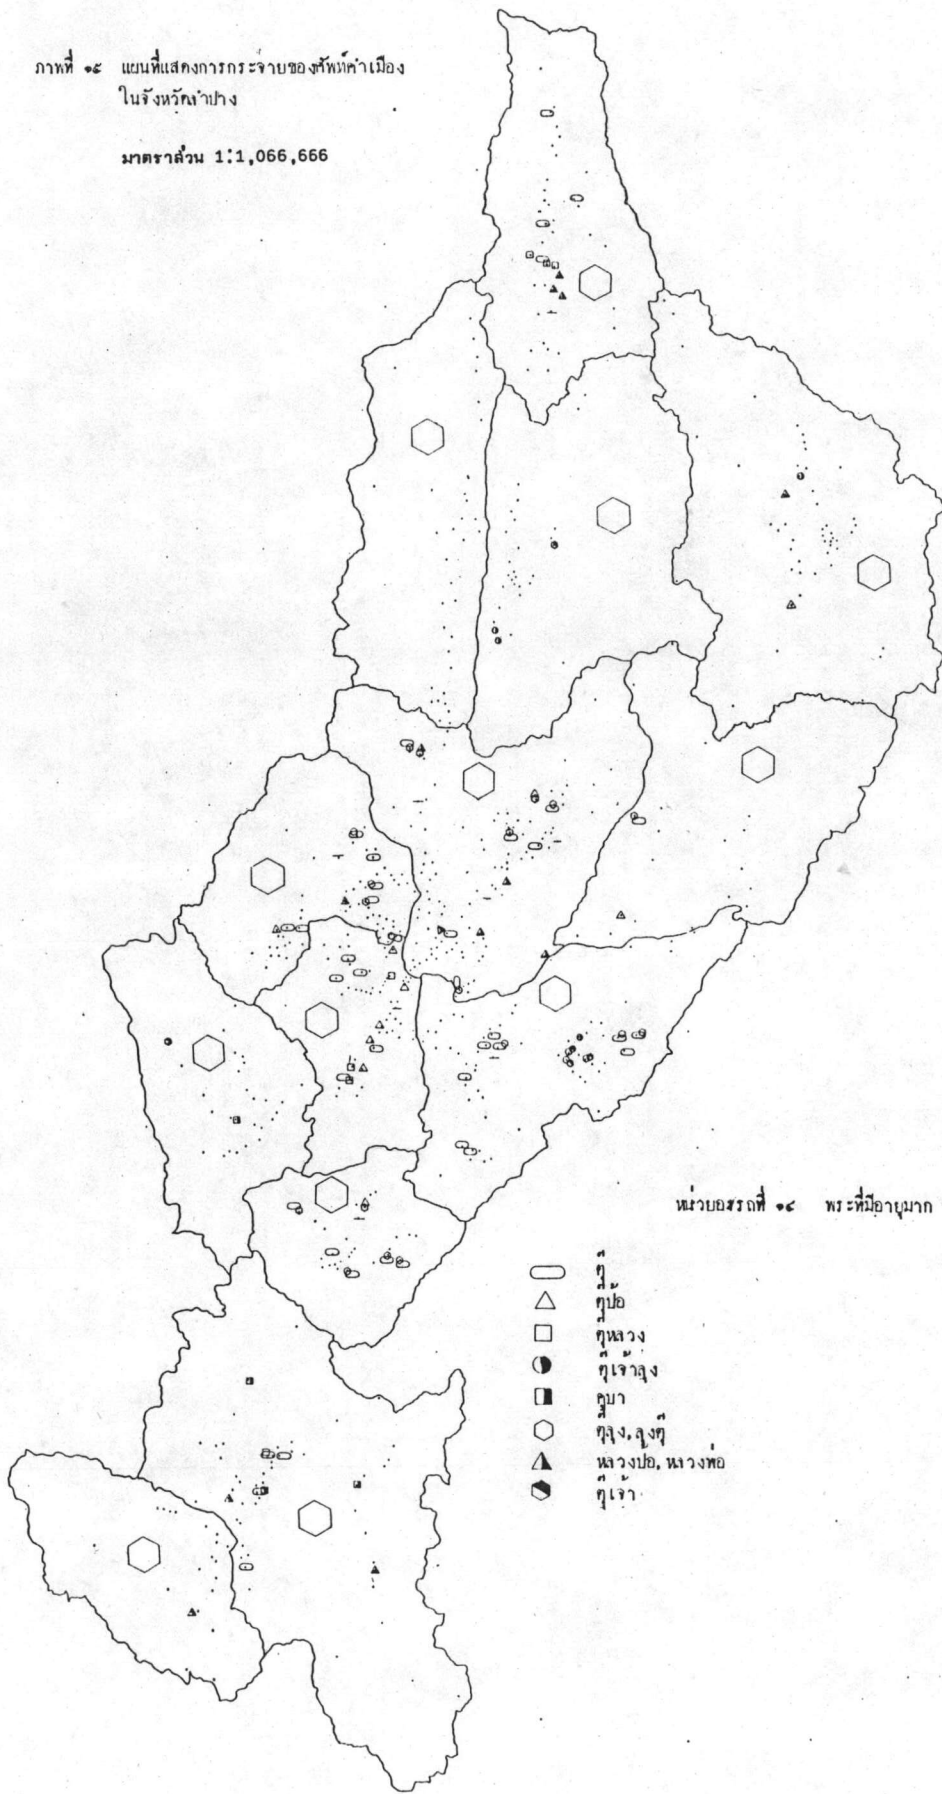 ภาพที่ ๑๕ แผนที่แสดงการกระจายของศัพท์คำเมือง
ในจังหวัดลำปาง
มาตราส่วน 1:1,066,666
หน่วยอรรถที่ ๑๔ พระที่มีอายุมาก
ตุ๊
ตุ๊ป้อ
ตุ๊หลวง
ตุ๊เจ้าลุง
ตุ๊ลุง, ลุงตุ๊
หลวงป้อ, หลวงพ่อ
ตุ๊เจ้า